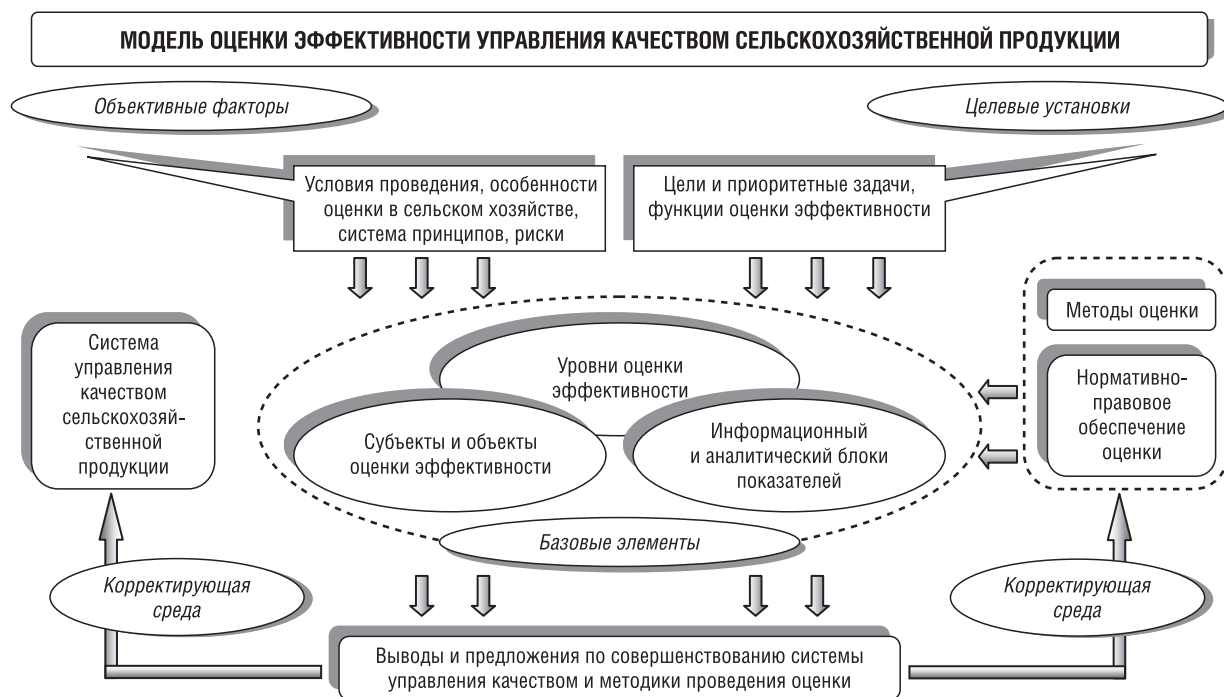 МОДЕЛЬ ОЦЕНКИ ЭФФЕКТИВНОСТИ УПРАВЛЕНИЯ КАЧЕСТВОМ СЕЛЬСКОХОЗЯЙСТВЕННОЙ ПРОДУКЦИИ
Объективные факторы
Целевые установки
Условия проведения, особенности
оценки в сельском хозяйстве,
система принципов, риски
Цели и приоритетные задачи,
функции оценки эффективности
Система
управления
качеством
сельскохозяй-
ственной
продукции
Уровни оценки
эффективности
Субъекты и объекты
оценки эффективности
Информационный
и аналитический блоки
показателей
Базовые элементы
Методы оценки
Нормативно-
правовое
обеспечение
оценки
Корректирующая
среда
Корректирующая
среда
Выводы и предложения по совершенствованию системы
управления качеством и методики проведения оценки